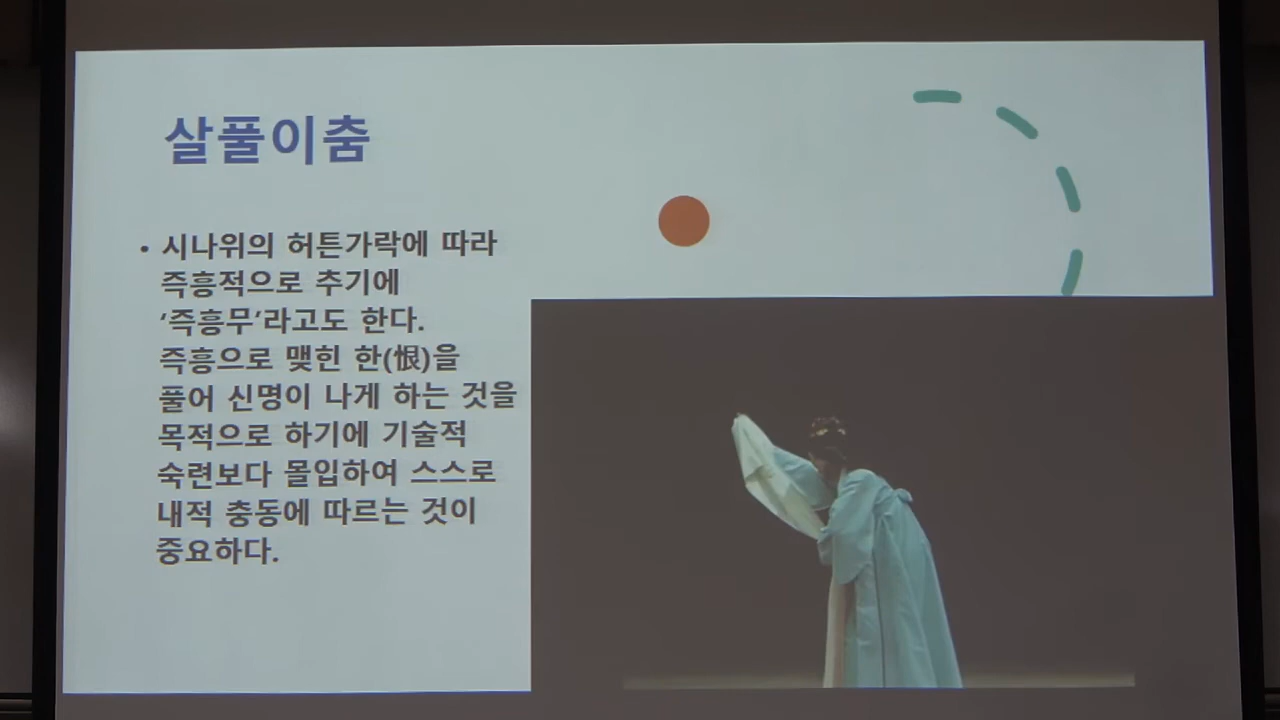 살풀이춤
• 시나위의 허튼가락에 따라
즉흥적으로 추기에
‘즉흥무’라고도 한다.
즉흥으로 맺힌 한(恨)을
풀어 신명이 나게 하는 것을
목적으로 하기에 기술적
숙련보다 몰입하여 스스로
내적 충동에 따르는 것이
중요하다.